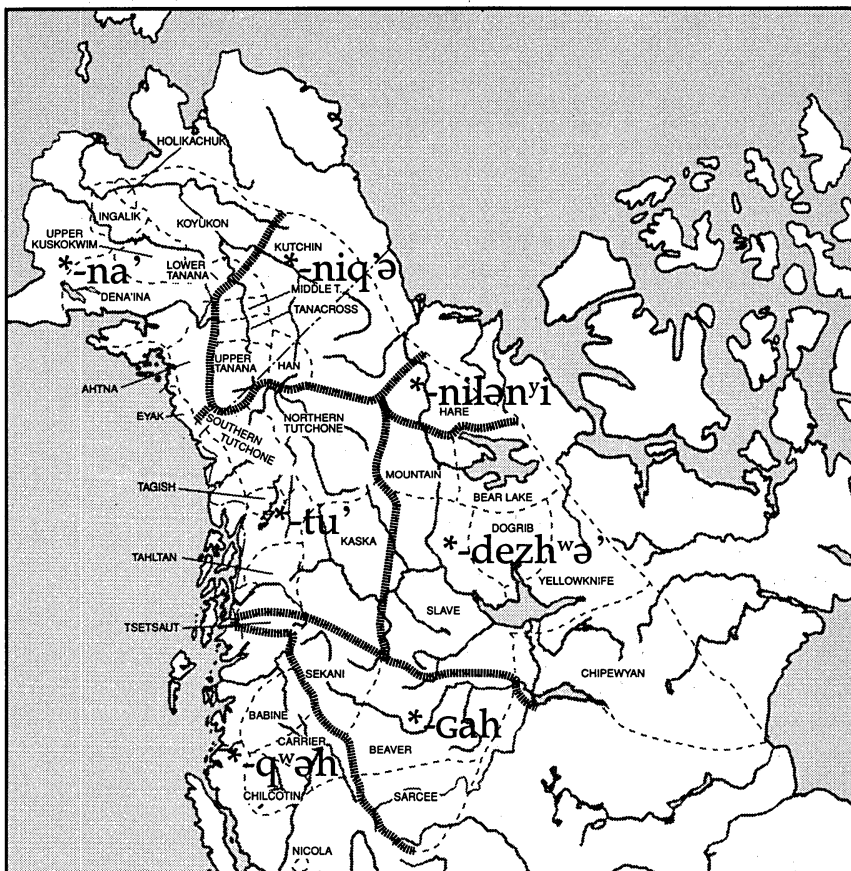 HOLIKACHUK
INGALIK
KOYUKON
UPPER
KUSKOKWIM
KUTCHIN
*-na’
LOWER
TANANA
*-niq’ə
DENA'INA
MIDDLE T.
TANACROSS
UPPER
TANANA
HAN
AHTNA
*-nilənʸi
HARE
EYAK
SOUTHERN
TUTCHONE
NORTHERN
TUTCHONE
MOUNTAIN
TAGISH
BEAR LAKE
*-tu’
DOGRIB
KASKA
*-dezhʷə’
TAHLTAN
YELLOWKNIFE
SLAVE
TSETSAUT
SEKANI
CHIPEWYAN
BABINE
*-Gah
CARRIER
BEAVER
*-qʷəh
CHILCOTIN
SARCEE
NICOLA